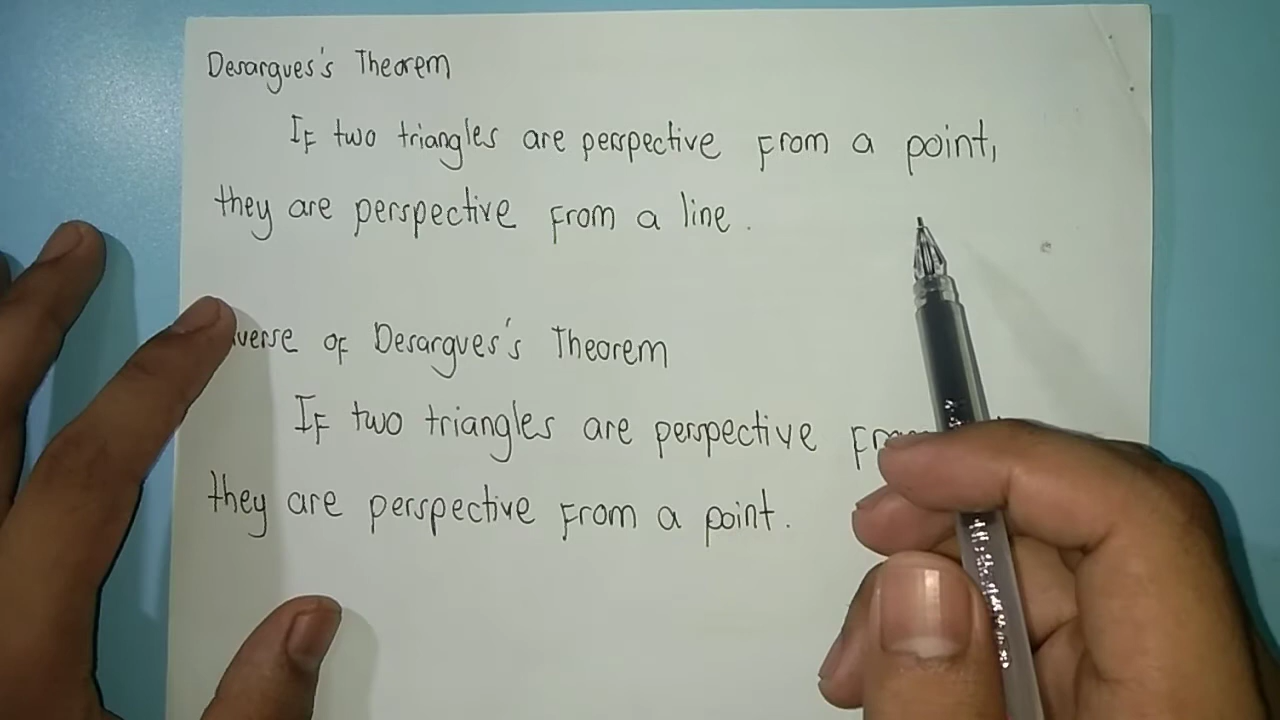 Desargues's Theorem
If two triangles are perspective from a point,
they are perspective from a line.
of Desargues's Theorem
If two triangles are perspective
they are perspective from a point.